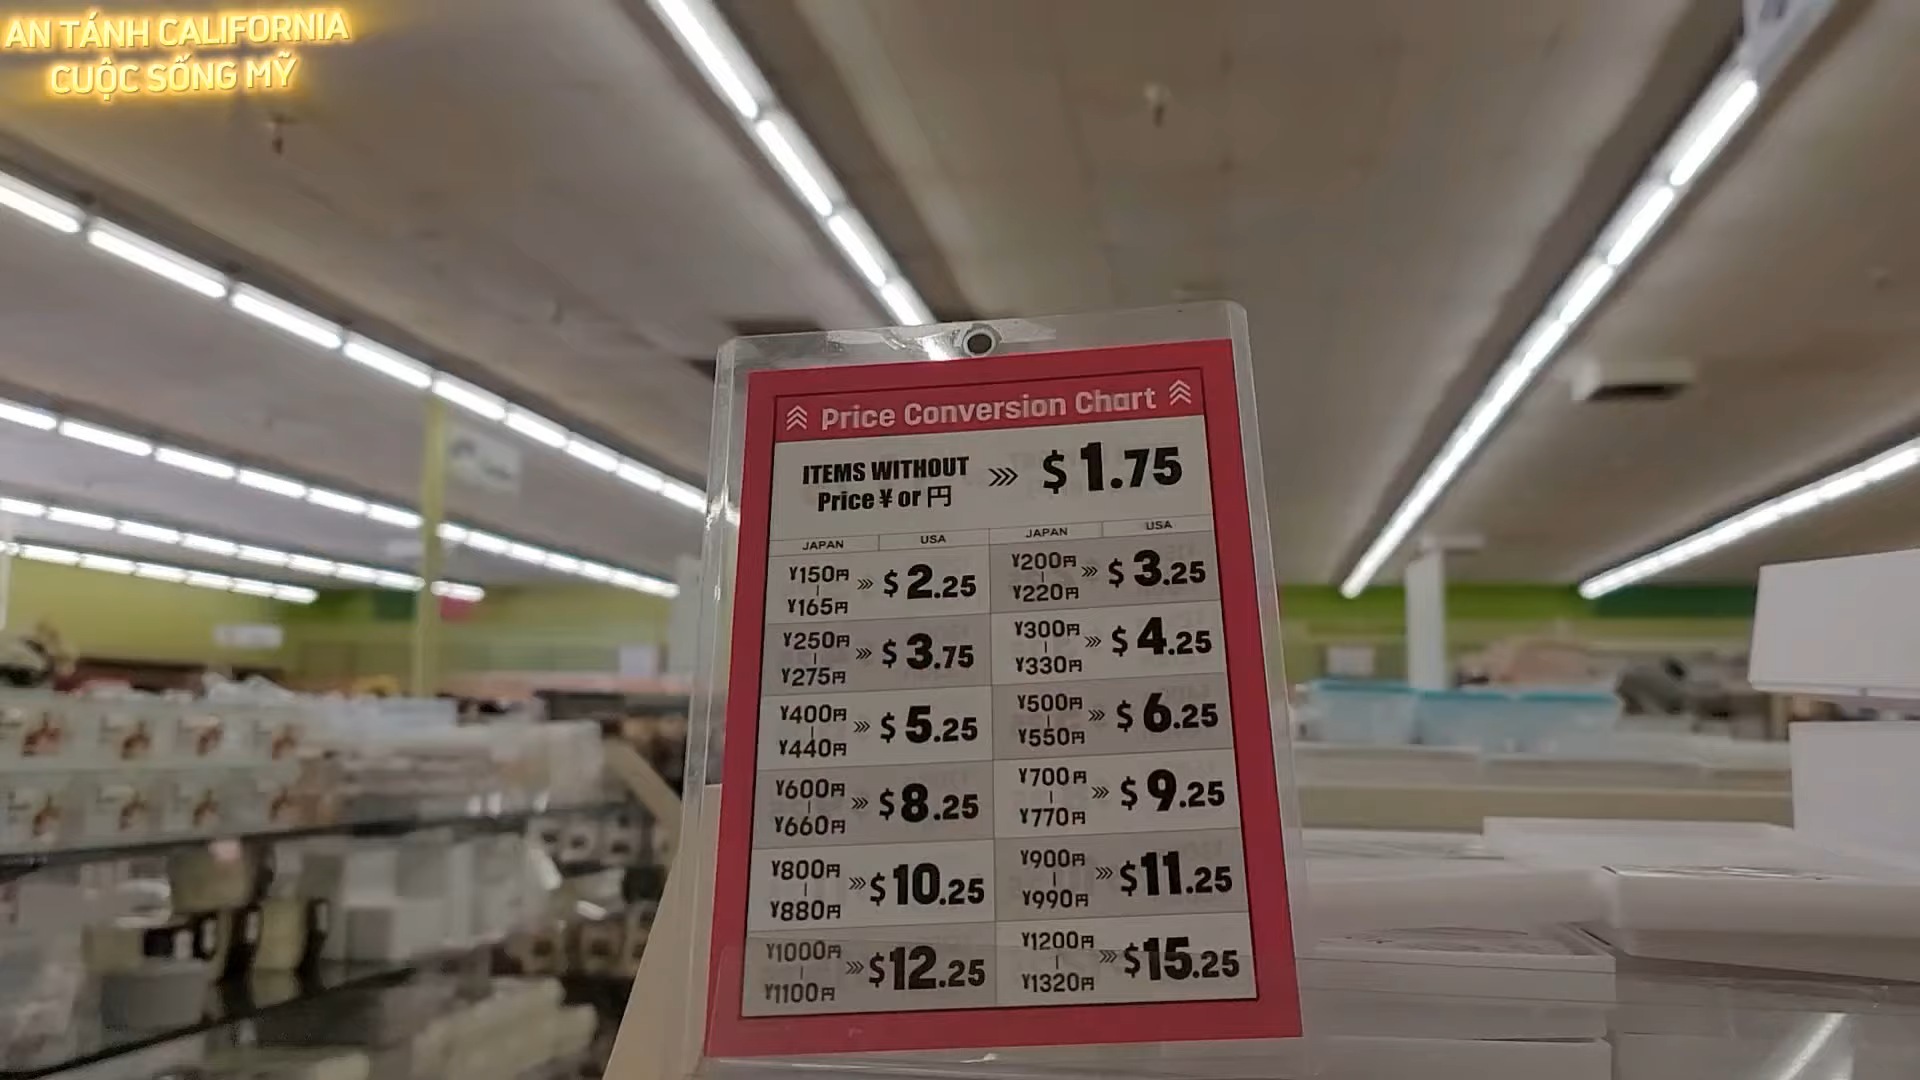 AN TÁNH CALIFORNIA
CUỘC SỐNG MỸ
Price Conversion Chart
ITEMS WITHOUT
Price ¥ or 円
$1.75
JAPAN USA JAPAN USA
¥150円 ¥165円 $2.25 ¥200円 ¥220円 $3.25
¥250円 ¥275円 $3.75 ¥300円 ¥330円 $4.25
¥400円 ¥440円 $5.25 ¥500円 ¥550円 $6.25
¥600円 ¥660円 $8.25 ¥700円 ¥770円 $9.25
¥800円 ¥880円 $10.25 ¥900円 ¥990円 $11.25
¥1000円 ¥1100円 $12.25 ¥1200円 ¥1320円 $15.25